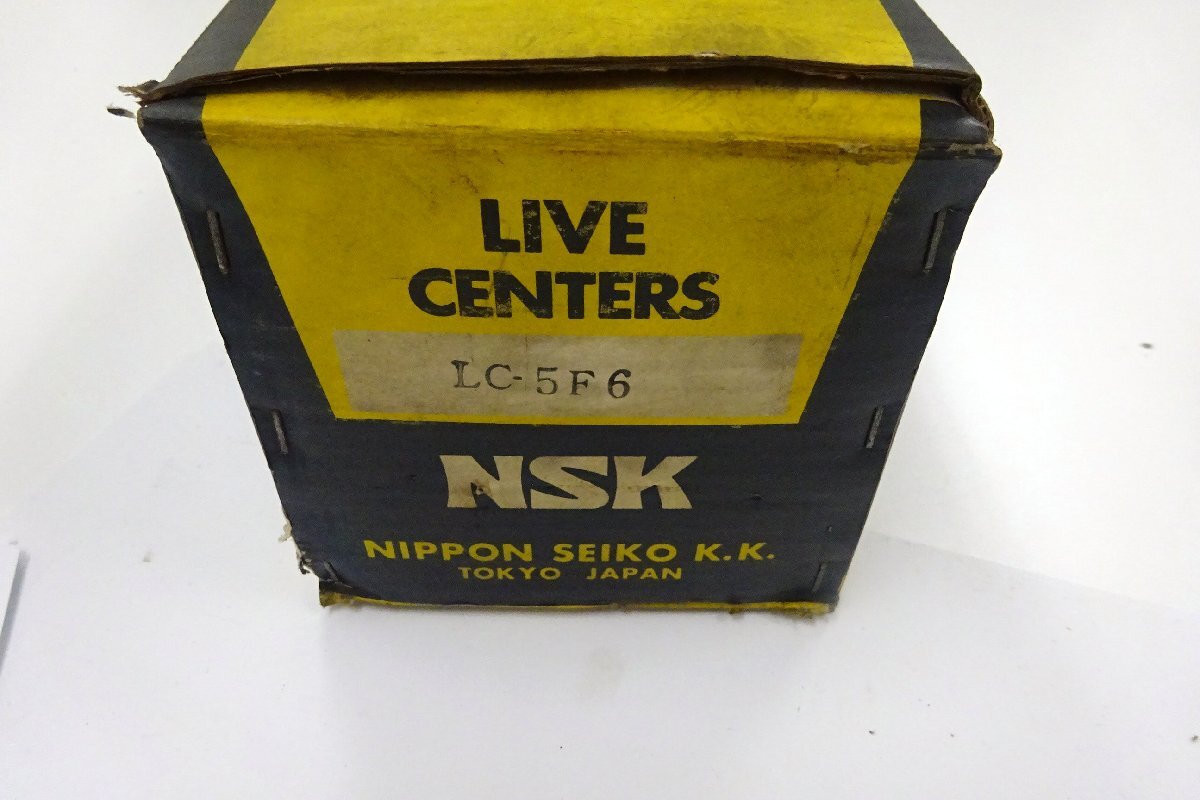 LIVE
CENTERS
LC-5F6
NSK
NIPPON SEIKO K.K.
TOKYO JAPAN